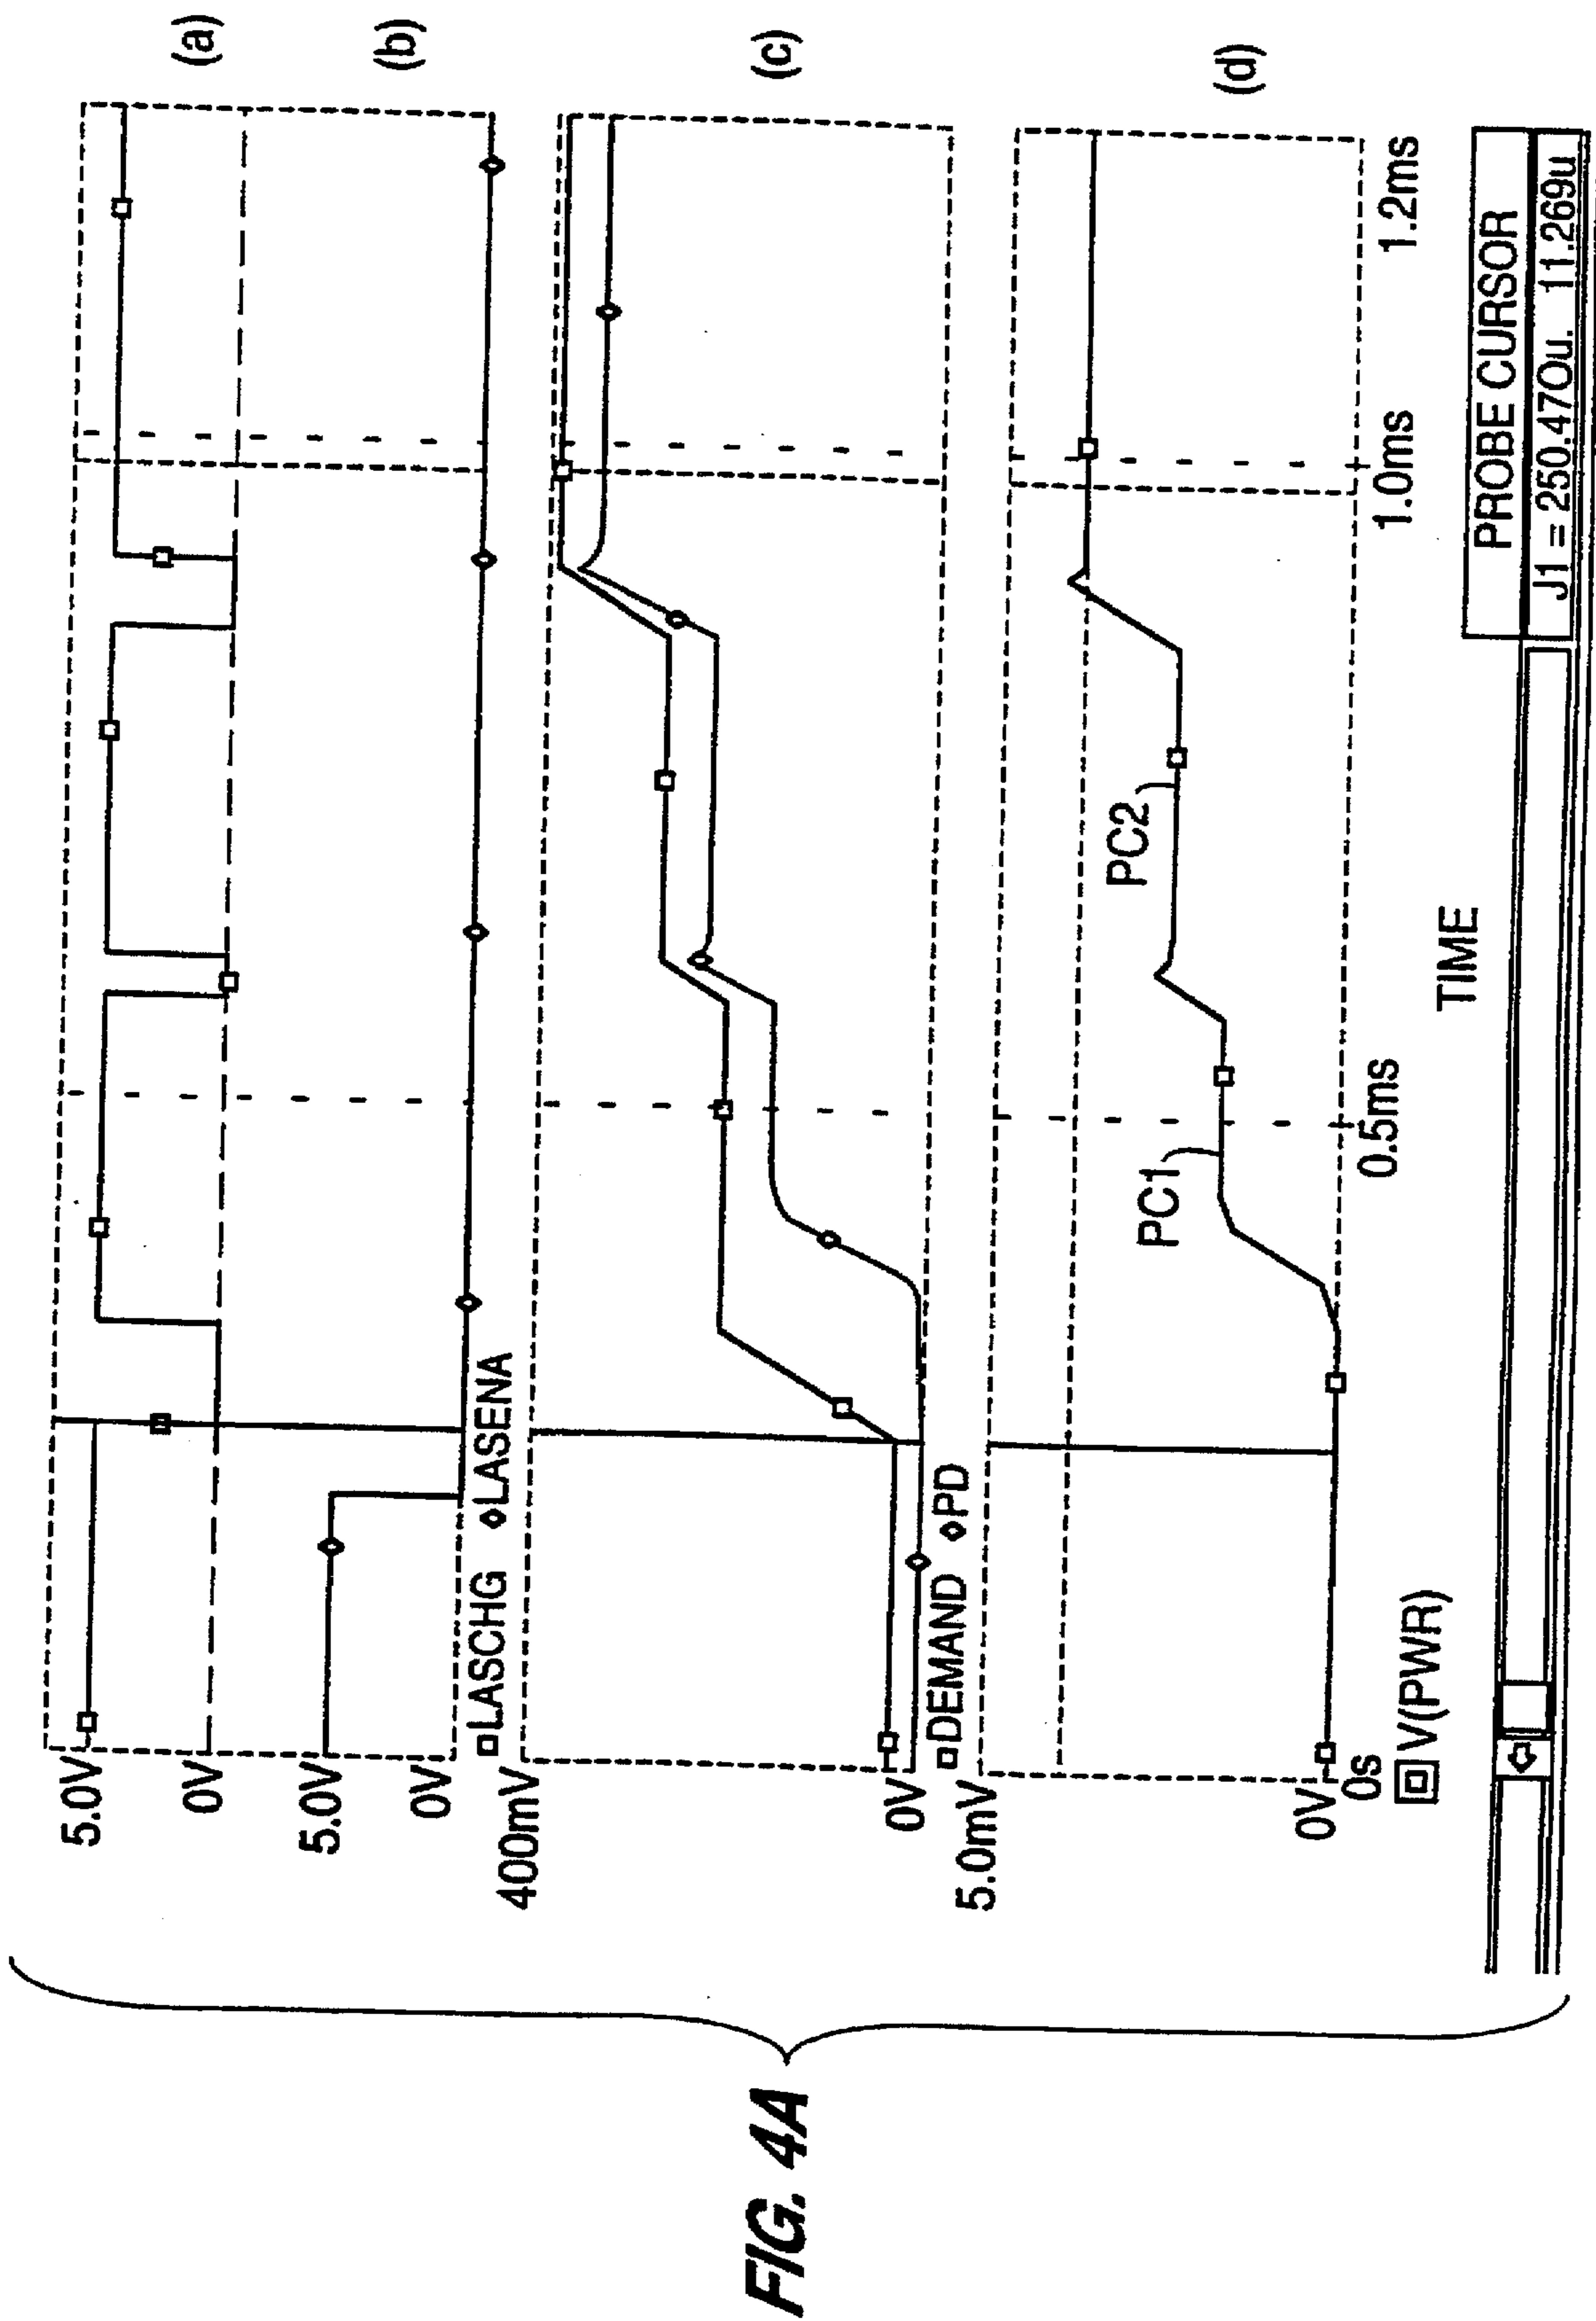 FIG. 4A
5.0V
0V
(a)
5.0V
0V
(b)
LASCHG LASENA
400mV
0V
(c)
DEMAND PD
5.0mV
0V
(d)
PC1
PC2
0s
0.5ms
1.0ms
1.2ms
V(PWR)
TIME
PROBE CURSOR
J1 = 250.470u. 11.269u